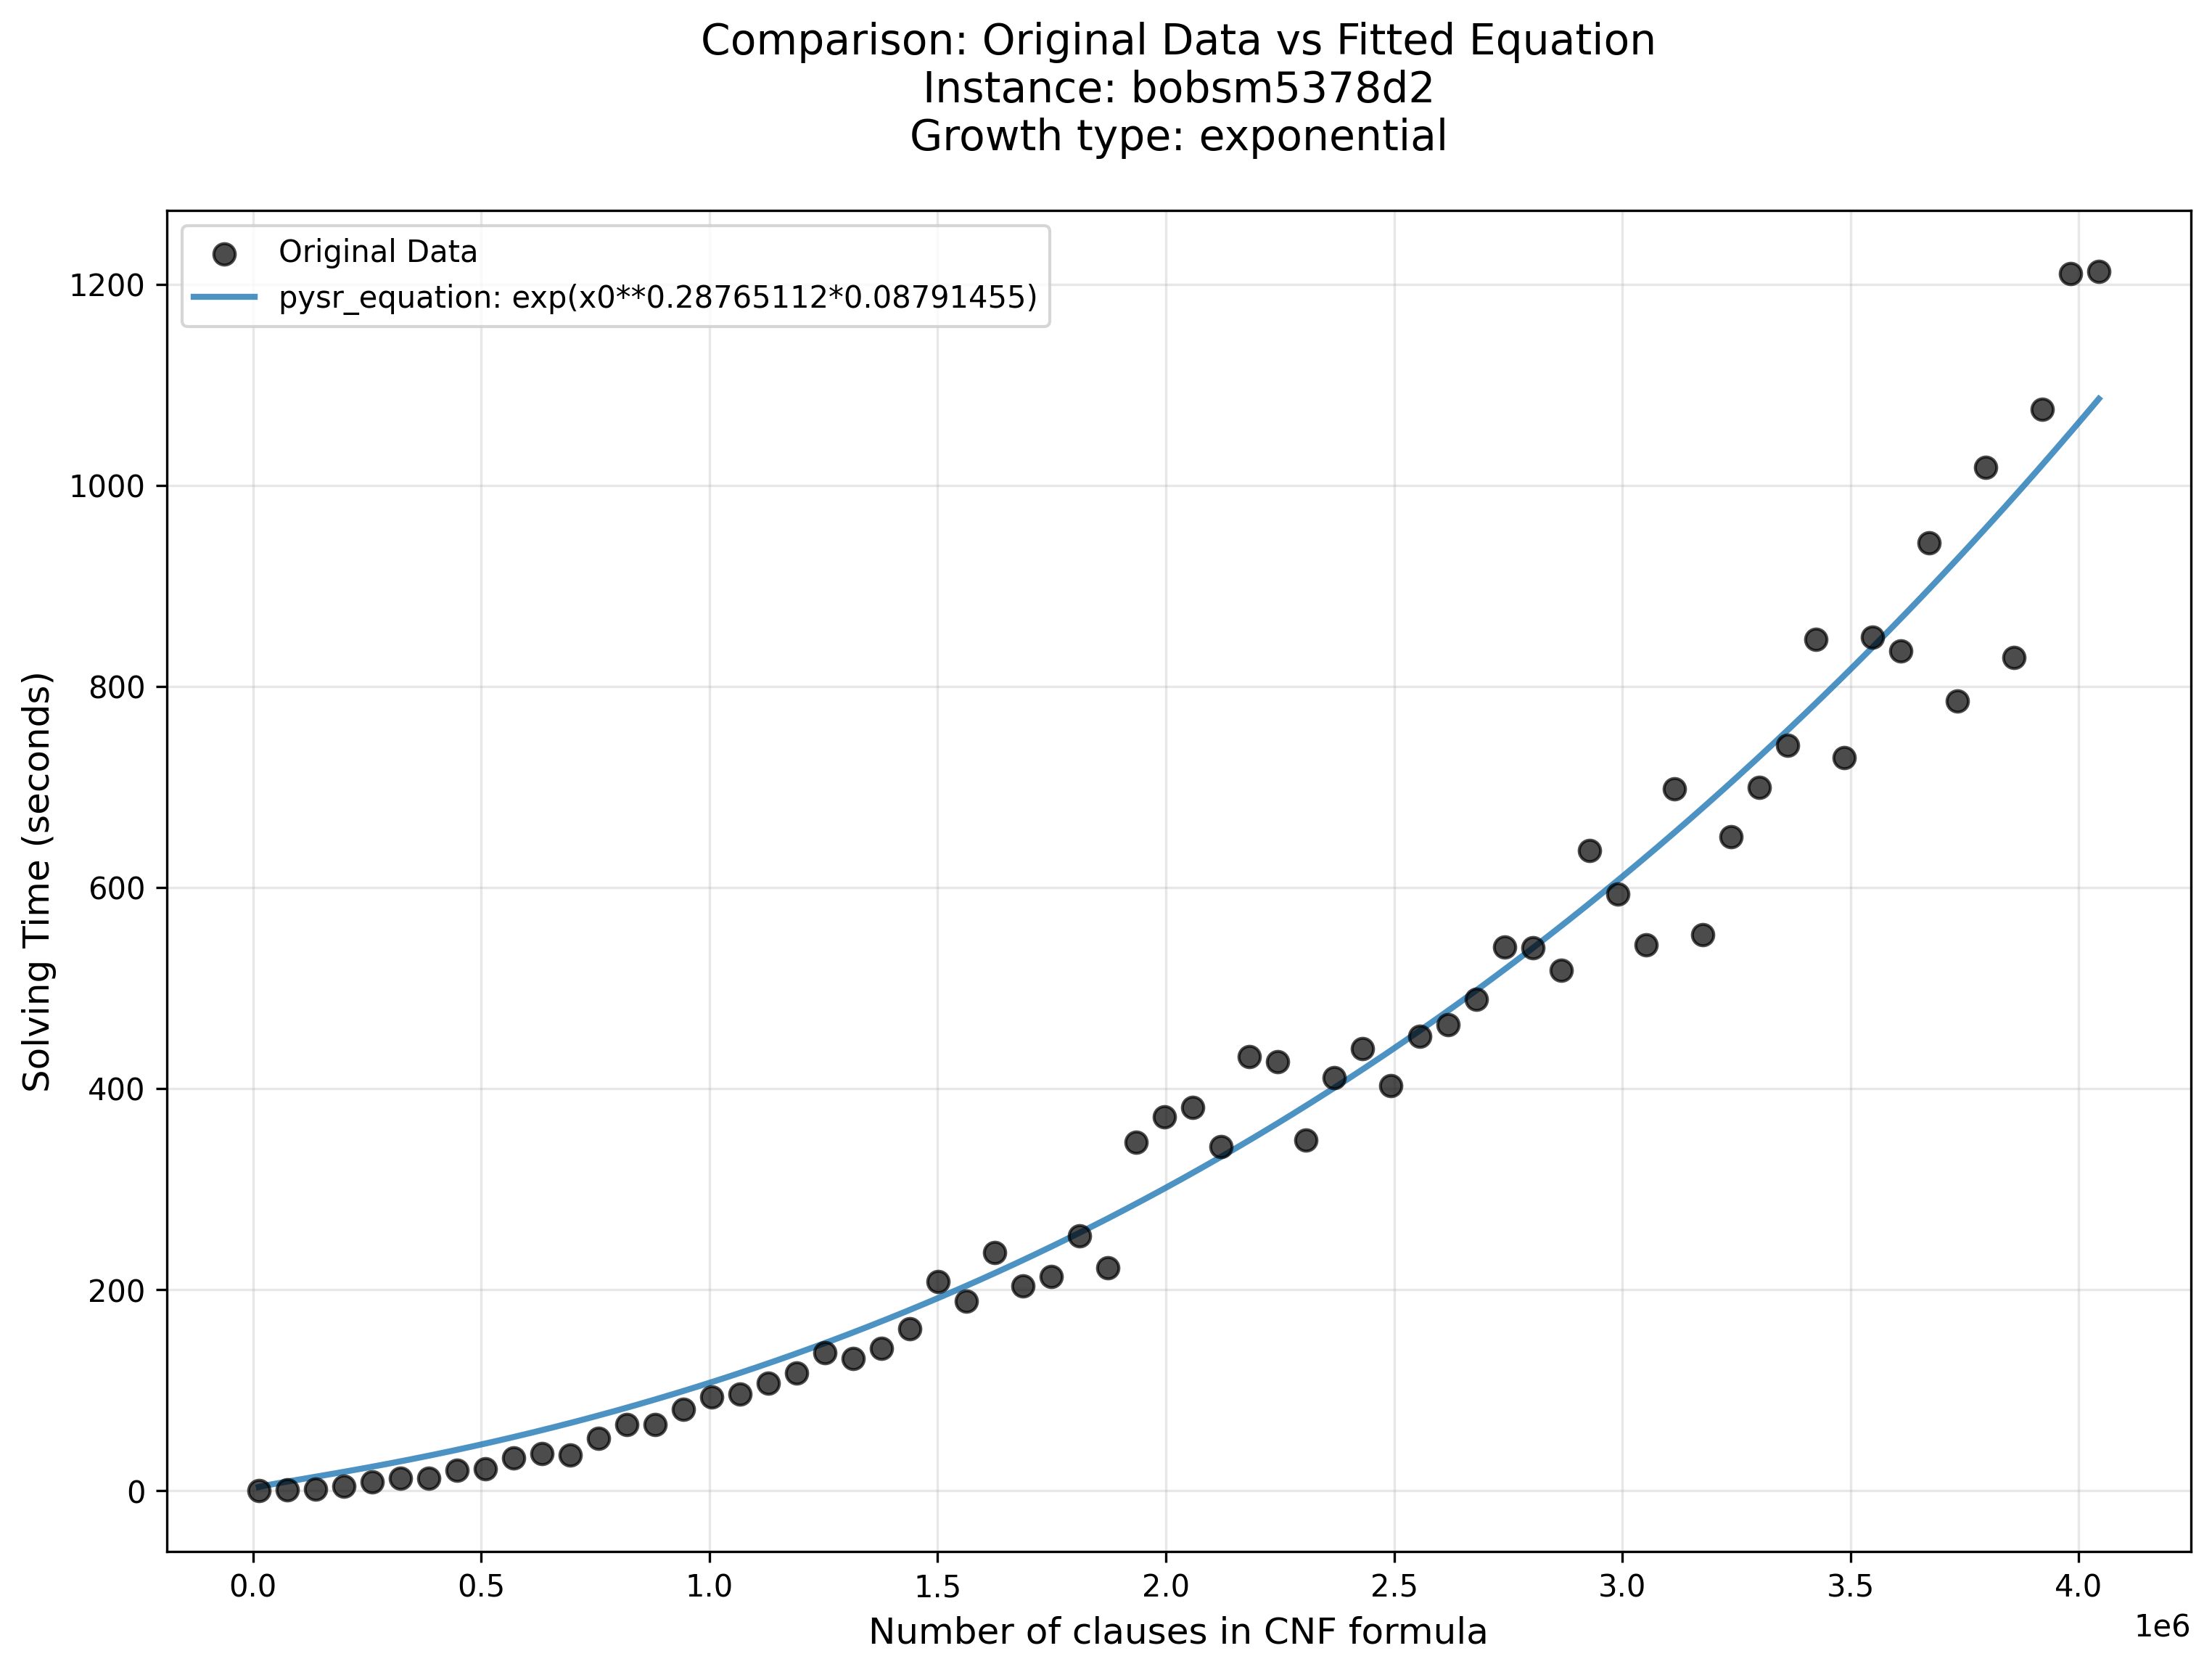 Comparison: Original Data vs Fitted Equation
Instance: bobsm5378d2
Growth type: exponential
Original Data
pysr_equation: exp(x0**0.28765112*0.08791455)
1200
1000
800
600
400
200
0
Solving Time (seconds)
0.0 0.5 1.0 1.5 2.0 2.5 3.0 3.5 4.0
1e6
Number of clauses in CNF formula